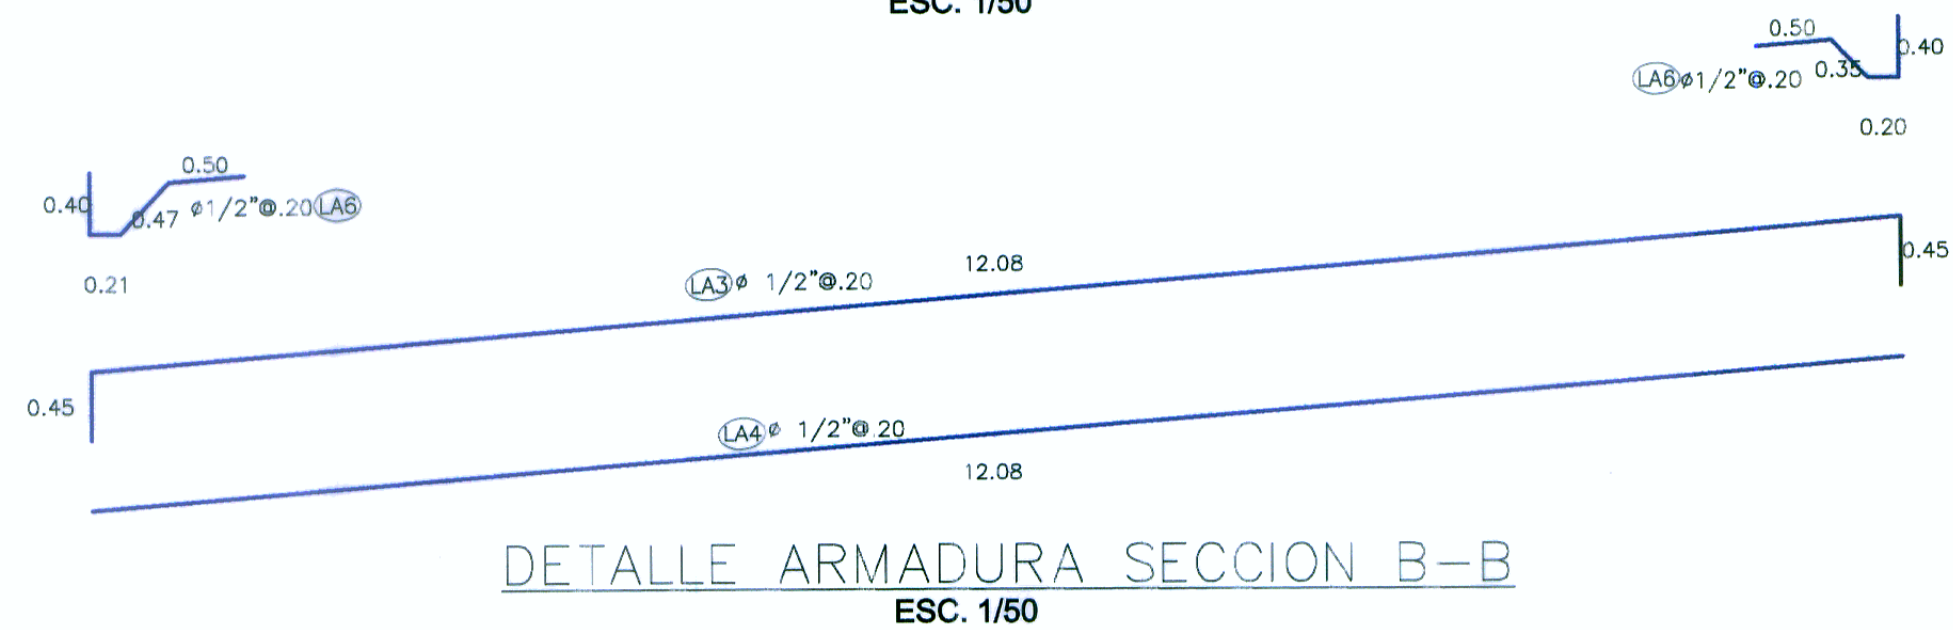 ESC. 1/50
0.50
0.40
LA6 ø1/2"@.20 0.35
0.20
0.50
0.40
0.47 ø1/2"@.20 LA6
0.21
12.08
LA3 ø 1/2"@.20
0.45
0.45
LA4 ø 1/2"@.20
12.08
DETALLE ARMADURA SECCION B-B
ESC. 1/50